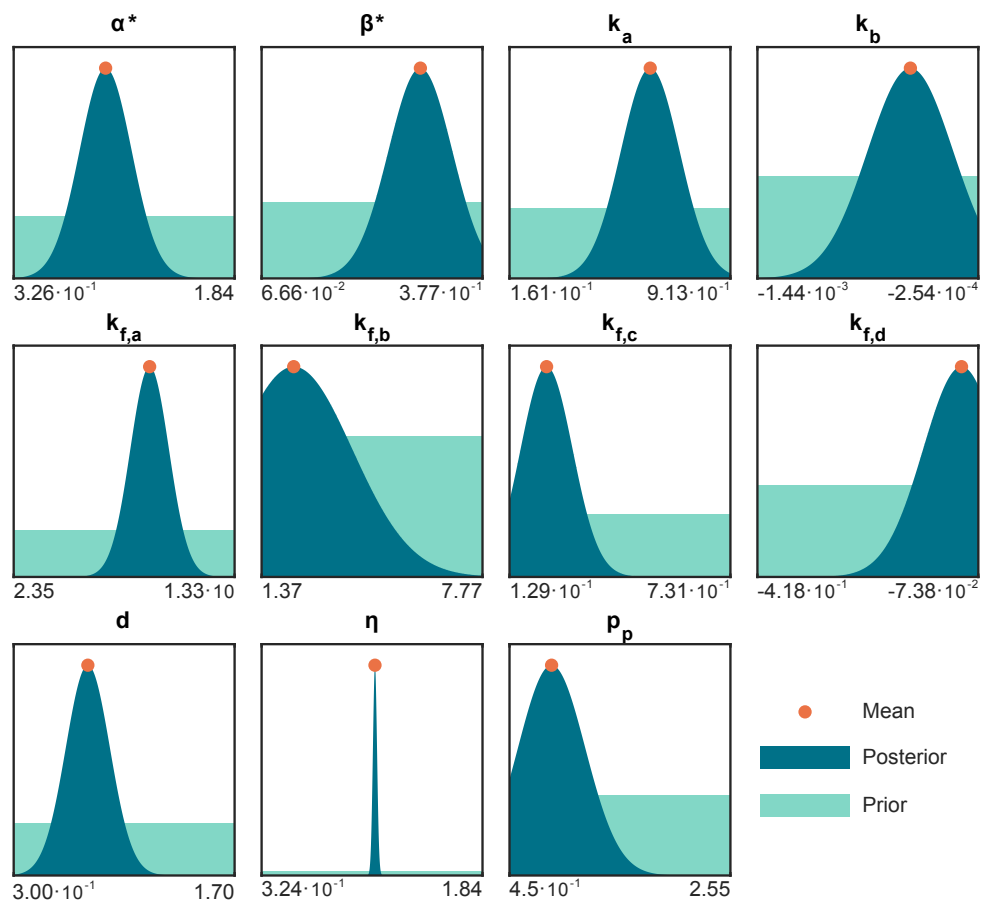 α* β* k_a k_b
3.26·10⁻¹ 1.84 6.66·10⁻² 3.77·10⁻¹ 1.61·10⁻¹ 9.13·10⁻¹ -1.44·10⁻³ -2.54·10⁻⁴
k_f,a k_f,b k_f,c k_f,d
2.35 1.33·10 1.37 7.77 1.29·10⁻¹ 7.31·10⁻¹ -4.18·10⁻¹ -7.38·10⁻²
d η p_p
3.00·10⁻¹ 1.70 3.24·10⁻¹ 1.84 4.5·10⁻¹ 2.55
Mean
Posterior
Prior